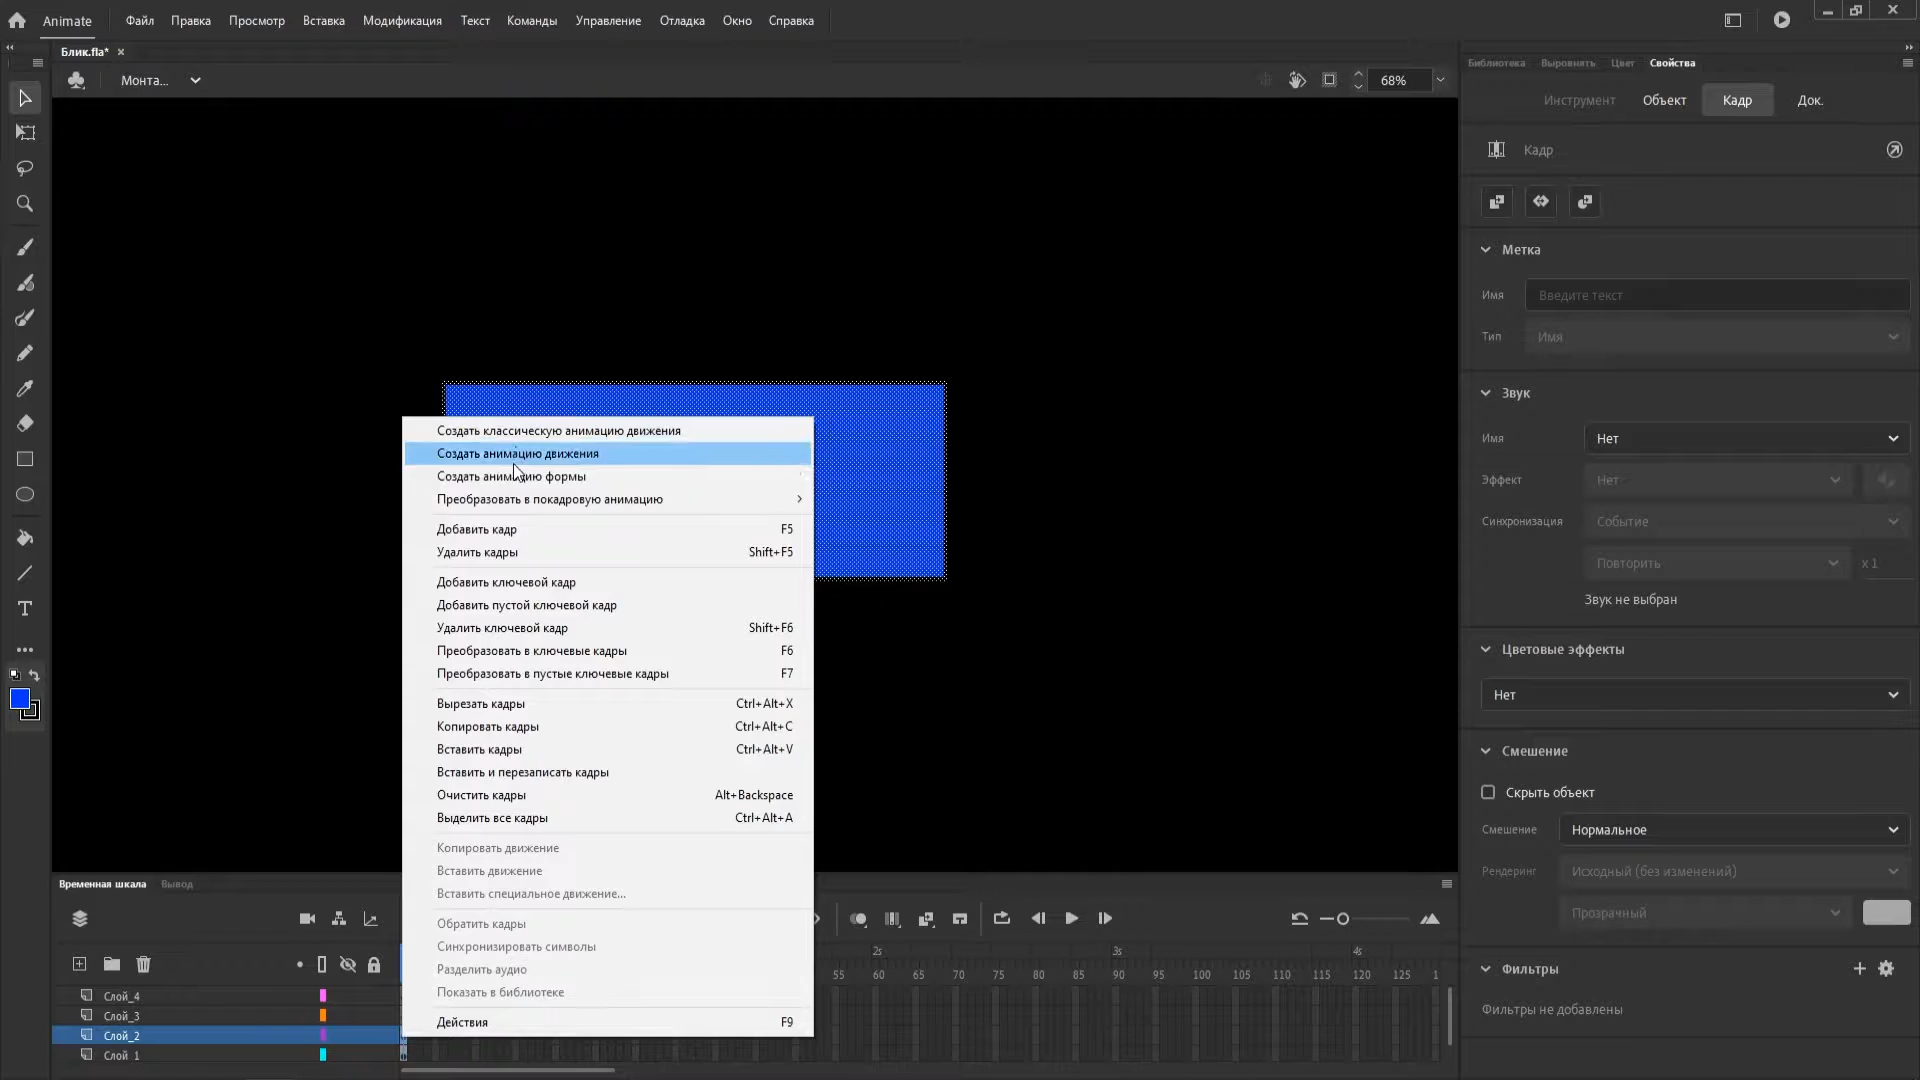 Animate Файл Правка Просмотр Вставка Модификация Текст Команды Управление Отладка Окно Справка
Блик.fla*
Монта...
68%
Библиотека Выровнять Цвет Свойства
Инструмент Объект Кадр Док.
Кадр
Метка
Имя Введите текст
Тип Имя
Звук
Имя Нет
Эффект Нет
Синхронизация Событие
Повторить x 1
Звук не выбран
Цветовые эффекты
Нет
Смешение
Скрыть объект
Смешение Нормальное
Рендеринг Исходный (без изменений)
Прозрачный
Фильтры
Фильтры не добавлены
Создать классическую анимацию движения
Создать анимацию движения
Создать анимацию формы
Преобразовать в покадровую анимацию
Добавить кадр F5
Удалить кадры Shift+F5
Добавить ключевой кадр
Добавить пустой ключевой кадр
Удалить ключевой кадр Shift+F6
Преобразовать в ключевые кадры F6
Преобразовать в пустые ключевые кадры F7
Вырезать кадры Ctrl+Alt+X
Копировать кадры Ctrl+Alt+C
Вставить кадры Ctrl+Alt+V
Вставить и перезаписать кадры
Очистить кадры Alt+Backspace
Выделить все кадры Ctrl+Alt+A
Копировать движение
Вставить движение
Вставить специальное движение...
Обратить кадры
Синхронизировать символы
Разделить аудио
Показать в библиотеке
Действия F9
Временная шкала Вывод
2s 3s 4s
55 60 65 70 75 80 85 90 95 100 105 110 115 120 125 1
Слой_4
Слой_3
Слой_2
Слой_1